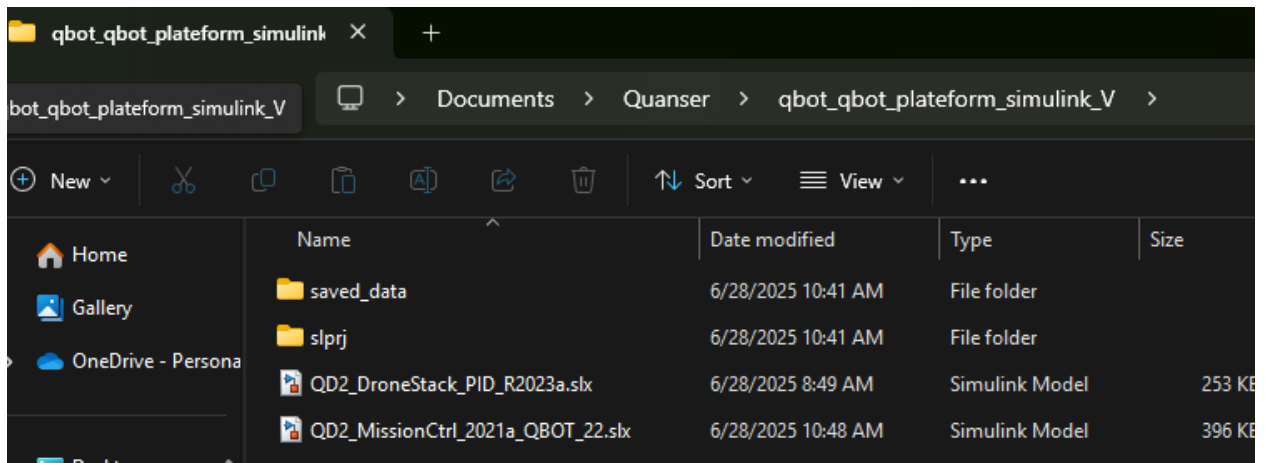 qbot_qbot_plateform_simulink
bot_qbot_plateform_simulink_V
Documents > Quanser > qbot_qbot_plateform_simulink_V >
New Sort View ...
Home
Gallery
OneDrive - Persona
Name Date modified Type Size
saved_data 6/28/2025 10:41 AM File folder
slprj 6/28/2025 10:41 AM File folder
QD2_DroneStack_PID_R2023a.slx 6/28/2025 8:49 AM Simulink Model 253 KB
QD2_MissionCtrl_2021a_QBOT_22.slx 6/28/2025 10:48 AM Simulink Model 396 KB